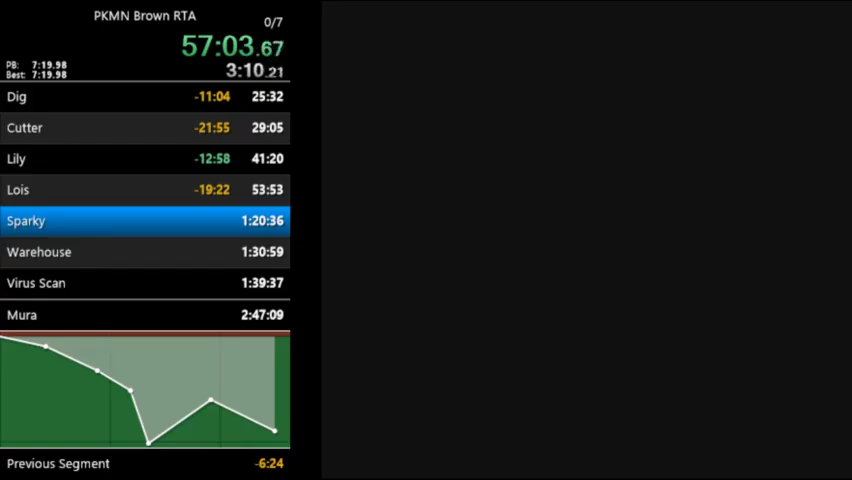 PKMN Brown RTA
0/7
57:03.67
PB: 7:19.98 3:10.21
Best: 7:19.98
Dig -11:04 25:32
Cutter -21:55 29:05
Lily -12:58 41:20
Lois -19:22 53:53
Sparky 1:20:36
Warehouse 1:30:59
Virus Scan 1:39:37
Mura 2:47:09
Previous Segment -6:24